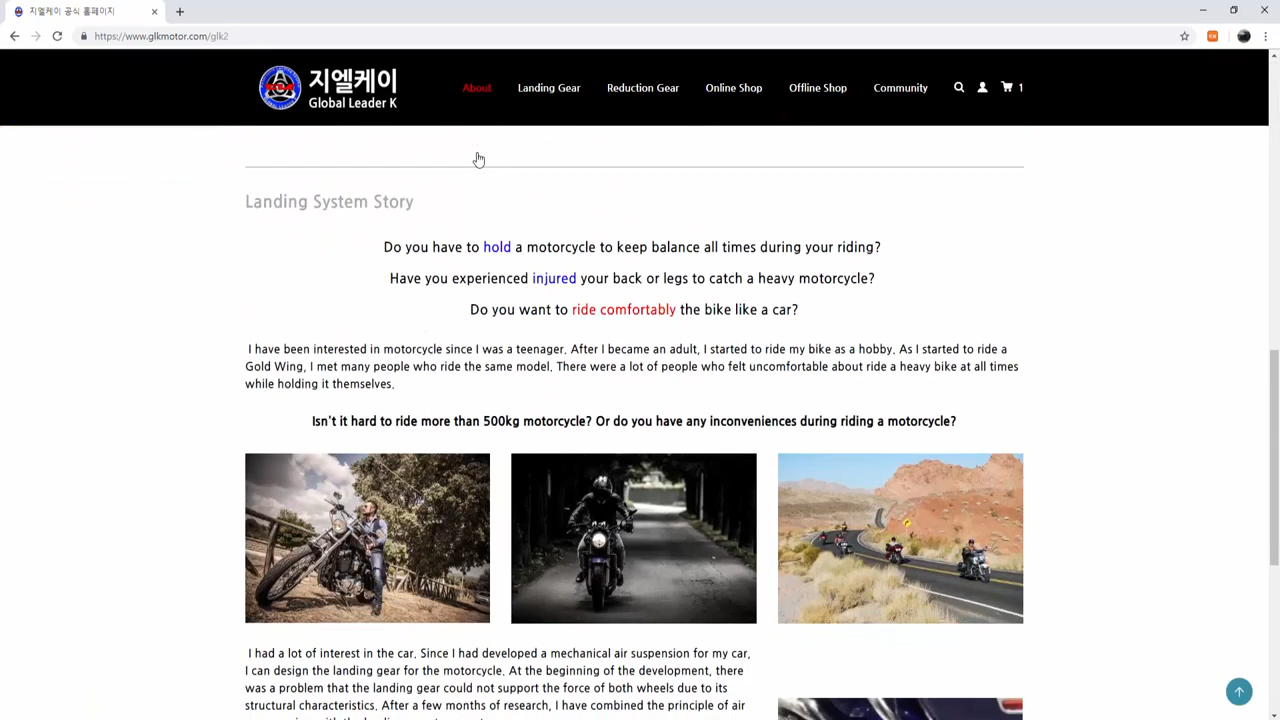 지엘케이 공식 홈페이지
https://www.glkmotor.com/glk2
지엘케이
Global Leader K
About Landing Gear Reduction Gear Online Shop Offline Shop Community 1
Landing System Story
Do you have to hold a motorcycle to keep balance all times during your riding?
Have you experienced injured your back or legs to catch a heavy motorcycle?
Do you want to ride comfortably the bike like a car?
I have been interested in motorcycle since I was a teenager. After I became an adult, I started to ride my bike as a hobby. As I started to ride a
Gold Wing, I met many people who ride the same model. There were a lot of people who felt uncomfortable about ride a heavy bike at all times
while holding it themselves.
Isn't it hard to ride more than 500kg motorcycle? Or do you have any inconveniences during riding a motorcycle?
I had a lot of interest in the car. Since I had developed a mechanical air suspension for my car,
I can design the landing gear for the motorcycle. At the beginning of the development, there
was a problem that the landing gear could not support the force of both wheels due to its
structural characteristics. After a few months of research, I have combined the principle of air